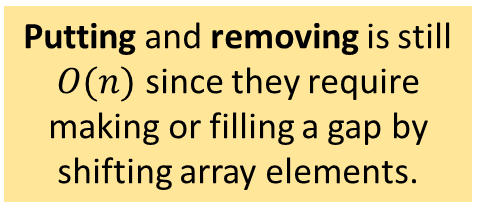 Putting and removing is still
O(n) since they require
making or filling a gap by
shifting array elements.